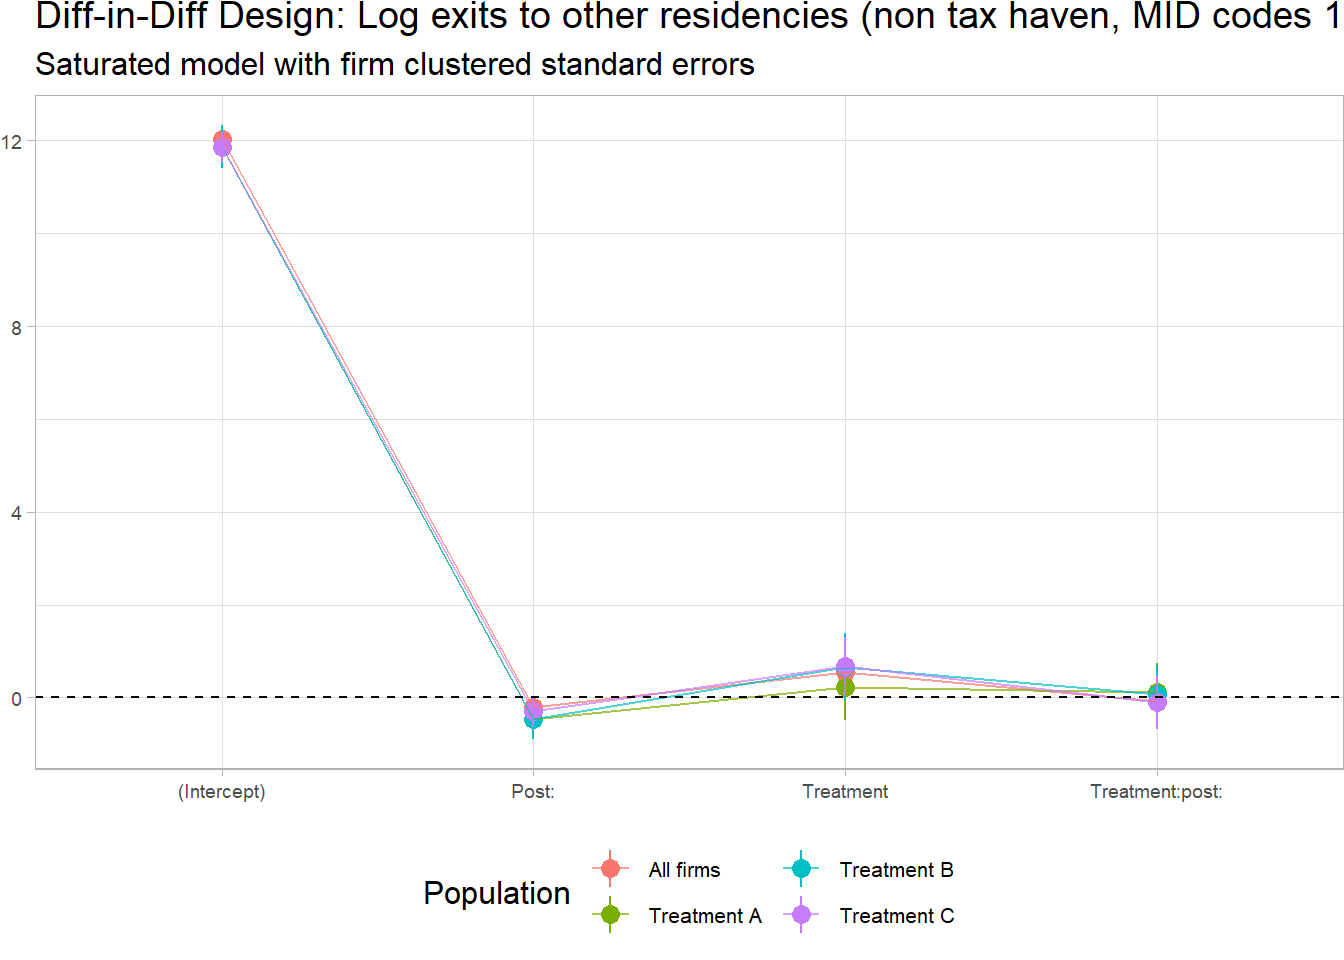 Diff-in-Diff Design: Log exits to other residencies (non tax haven, MID codes 1
Saturated model with firm clustered standard errors
12
8
4
0
(Intercept) Post: Treatment Treatment:post:
Population
All firms Treatment B
Treatment A Treatment C